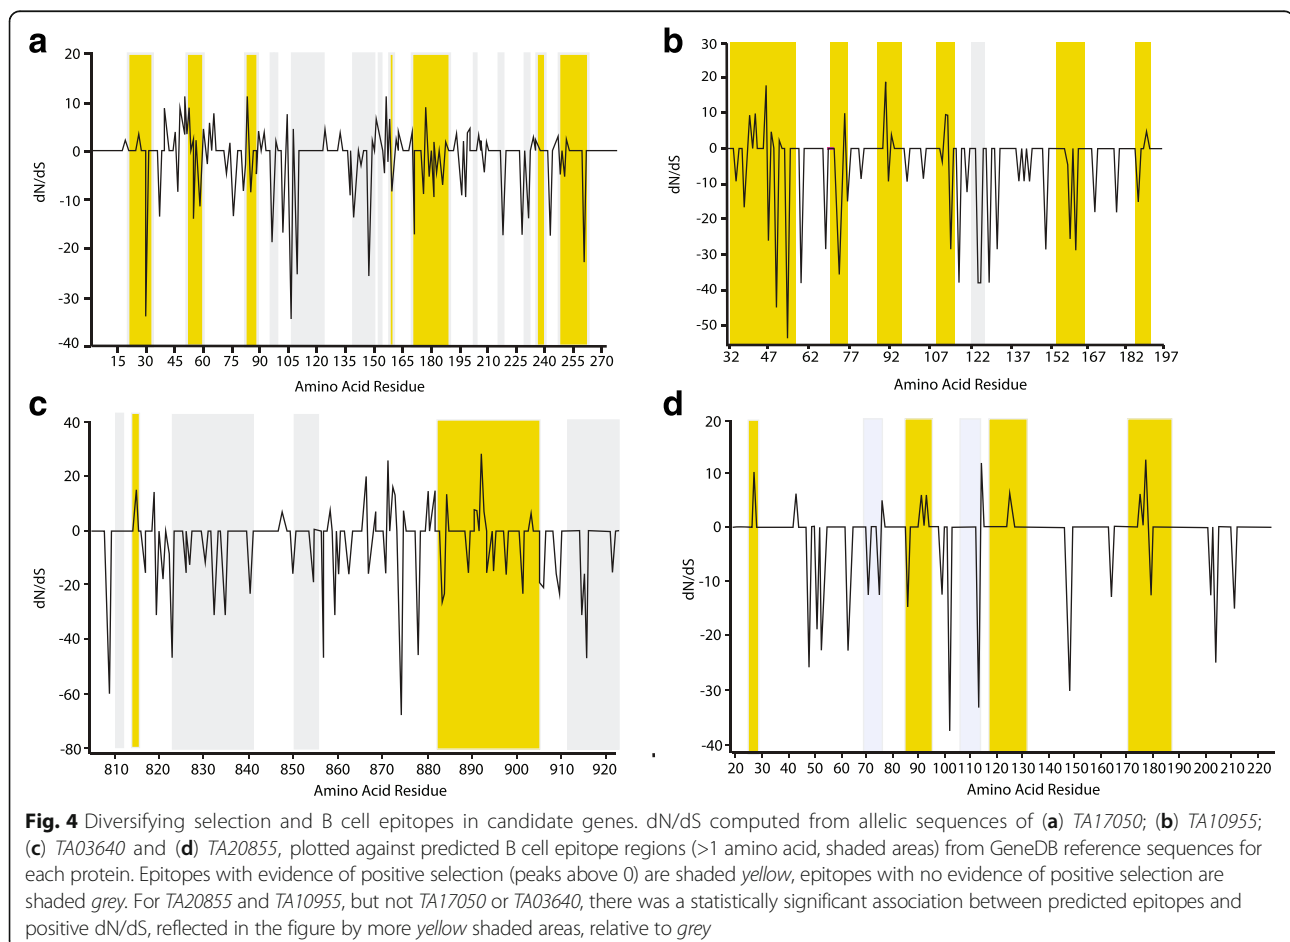 a
20
10
0
-10
-20
-30
-40
dN/dS
15 30 45 60 75 90 105 120 135 150 165 180 195 210 225 240 255 270
Amino Acid Residue
b
30
20
10
0
-10
-20
-30
-40
-50
dN/dS
32 47 62 77 92 107 122 137 152 167 182 197
Amino Acid Residue
c
40
20
0
-20
-40
-60
-80
dN/dS
810 820 830 840 850 860 870 880 890 900 910 920
Amino Acid Residue
d
20
10
0
-10
-20
-30
-40
dN/dS
20 30 40 50 60 70 80 90 100 110 120 130 140 150 160 170 180 190 200 210 220
Amino Acid Residue
Fig. 4 Diversifying selection and B cell epitopes in candidate genes. dN/dS computed from allelic sequences of (a) TA17050; (b) TA10955;
(c) TA03640 and (d) TA20855, plotted against predicted B cell epitope regions (>1 amino acid, shaded areas) from GeneDB reference sequences for
each protein. Epitopes with evidence of positive selection (peaks above 0) are shaded yellow, epitopes with no evidence of positive selection are
shaded grey. For TA20855 and TA10955, but not TA17050 or TA03640, there was a statistically significant association between predicted epitopes and
positive dN/dS, reflected in the figure by more yellow shaded areas, relative to grey